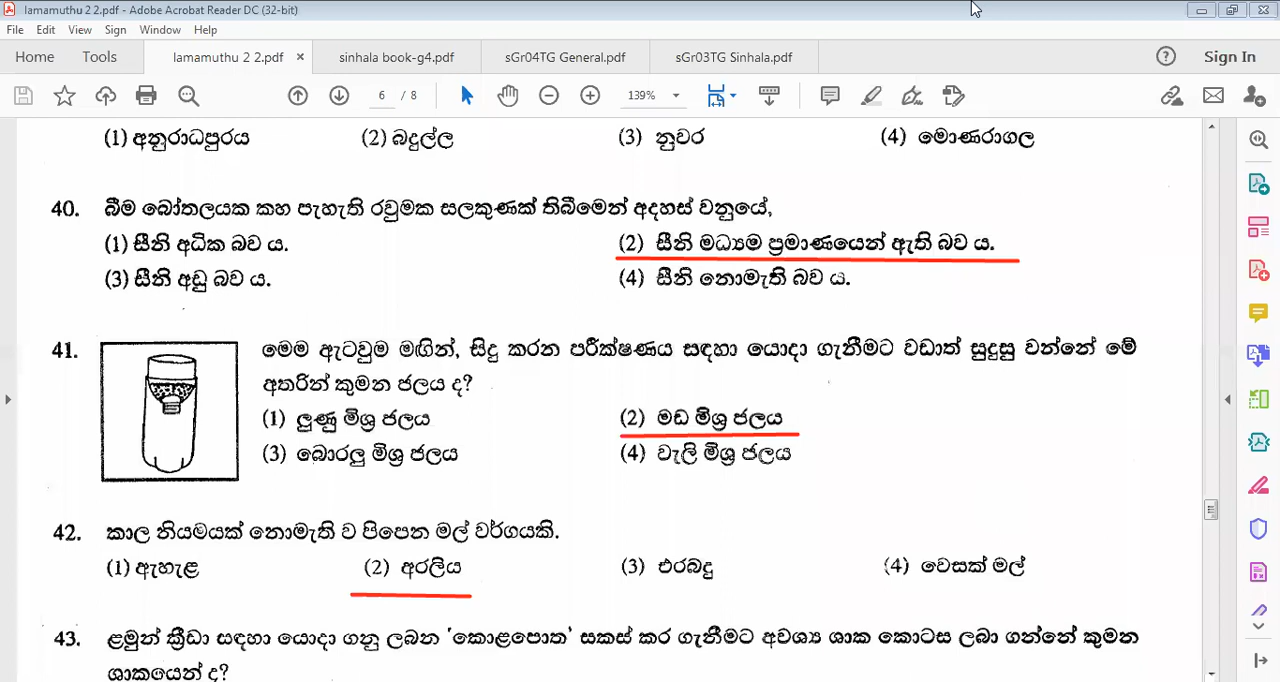 lamamuthu 2 2.pdf - Adobe Acrobat Reader DC (32-bit)
File Edit View Sign Window Help
Home Tools lamamuthu 2 2.pdf × sinhala book-g4.pdf sGr04TG General.pdf sGr03TG Sinhala.pdf Sign In
6 / 8 139%
(1) අනුරාධපුරය (2) බදුල්ල (3) නුවර (4) මොණරාගල
40. බීම බෝතලයක කහ පැහැති රවුමක සලකුණක් තිබීමෙන් අදහස් වනුයේ,
(1) සීනි අධික බව ය. (2) සීනි මධ්‍යම ප්‍රමාණයෙන් ඇති බව ය.
(3) සීනි අඩු බව ය. (4) සීනි නොමැති බව ය.
41. මෙම ඇටවුම මඟින්, සිදු කරන පරීක්ෂණය සඳහා යොදා ගැනීමට වඩාත් සුදුසු වන්නේ මේ
අතරින් කුමන ජලය ද?
(1) ලුණු මිශ්‍ර ජලය (2) මඩ මිශ්‍ර ජලය
(3) බොරලු මිශ්‍ර ජලය (4) වැලි මිශ්‍ර ජලය
42. කාල නියමයක් නොමැති ව පිපෙන මල් වර්ගයකි.
(1) ඇහැළ (2) අරලිය (3) එරබදු (4) වෙසක් මල්
43. ළමුන් ක්‍රීඩා සඳහා යොදා ගනු ලබන 'කොළපොත' සකස් කර ගැනීමට අවශ්‍ය ශාක කොටස ලබා ගන්නේ කුමන
ශාකයෙන් ද?